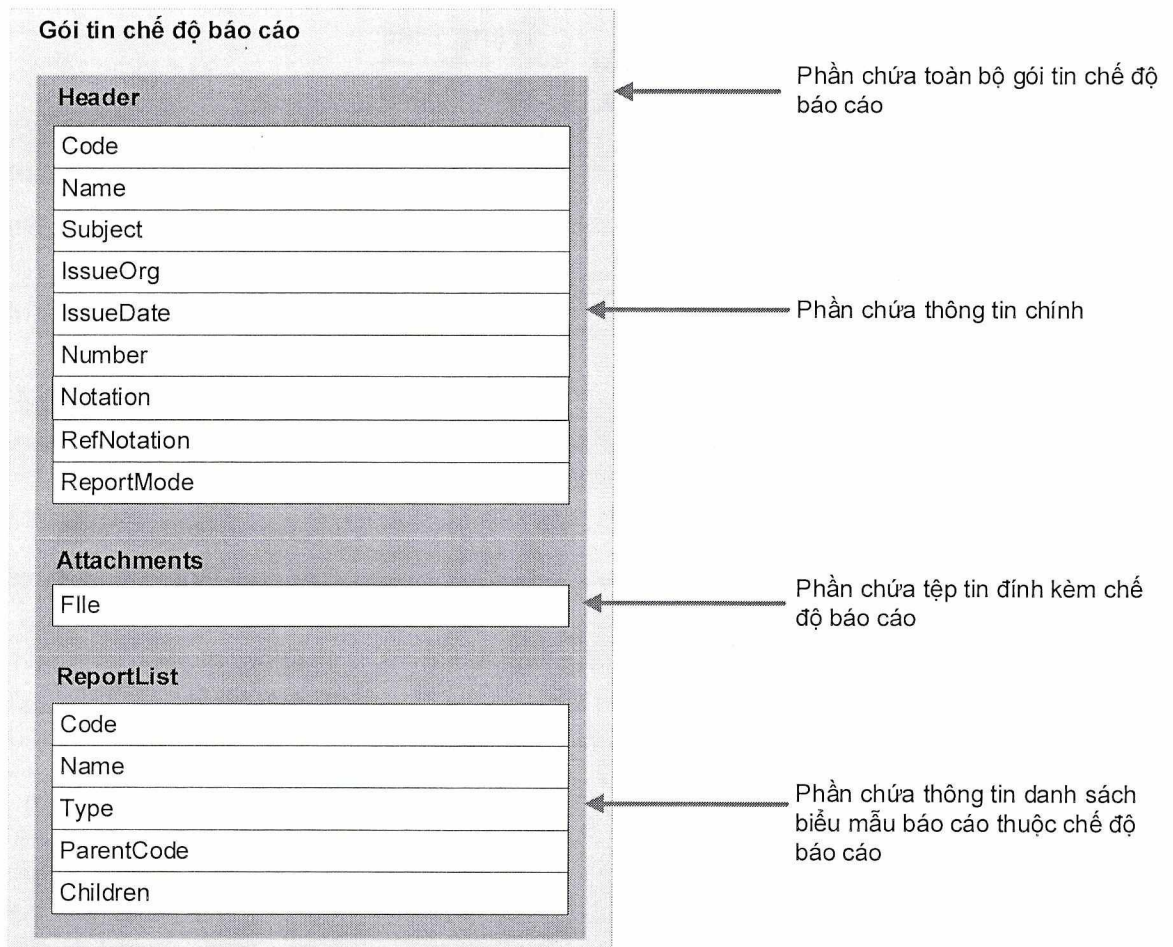 Gói tin chế độ báo cáo
Header
Code
Name
Subject
IssueOrg
IssueDate
Number
Notation
RefNotation
ReportMode
Attachments
FIle
ReportList
Code
Name
Type
ParentCode
Children
Phần chứa toàn bộ gói tin chế độ
báo cáo
Phần chứa thông tin chính
Phần chứa tệp tin đính kèm chế
độ báo cáo
Phần chứa thông tin danh sách
biểu mẫu báo cáo thuộc chế độ
báo cáo